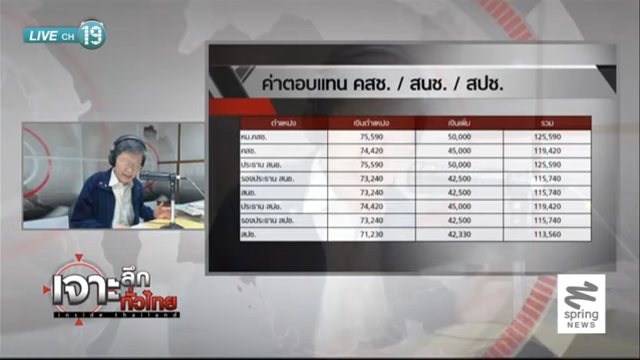 LIVE CH 19
ค่าตอบแทน คสช. / สนช. / สปช.
ตำแหน่ง เงินตำแหน่ง เงินเพิ่ม รวม
หน.คสช. 75,590 50,000 125,590
คสช. 74,420 45,000 119,420
ประธาน สนช. 75,590 50,000 125,590
รองประธาน สนช. 73,240 42,500 115,740
สนช. 73,240 42,500 115,740
ประธาน สปช. 74,420 45,000 119,420
รองประธาน สปช. 73,240 42,500 115,740
สปช. 71,230 42,330 113,560
เจาะลึกทั่วไทย
inside thailand
spring
NEWS